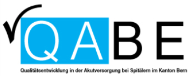 QABE
Qualitätsentwicklung in der Akutversorgung bei Spitälern im Kanton Bern